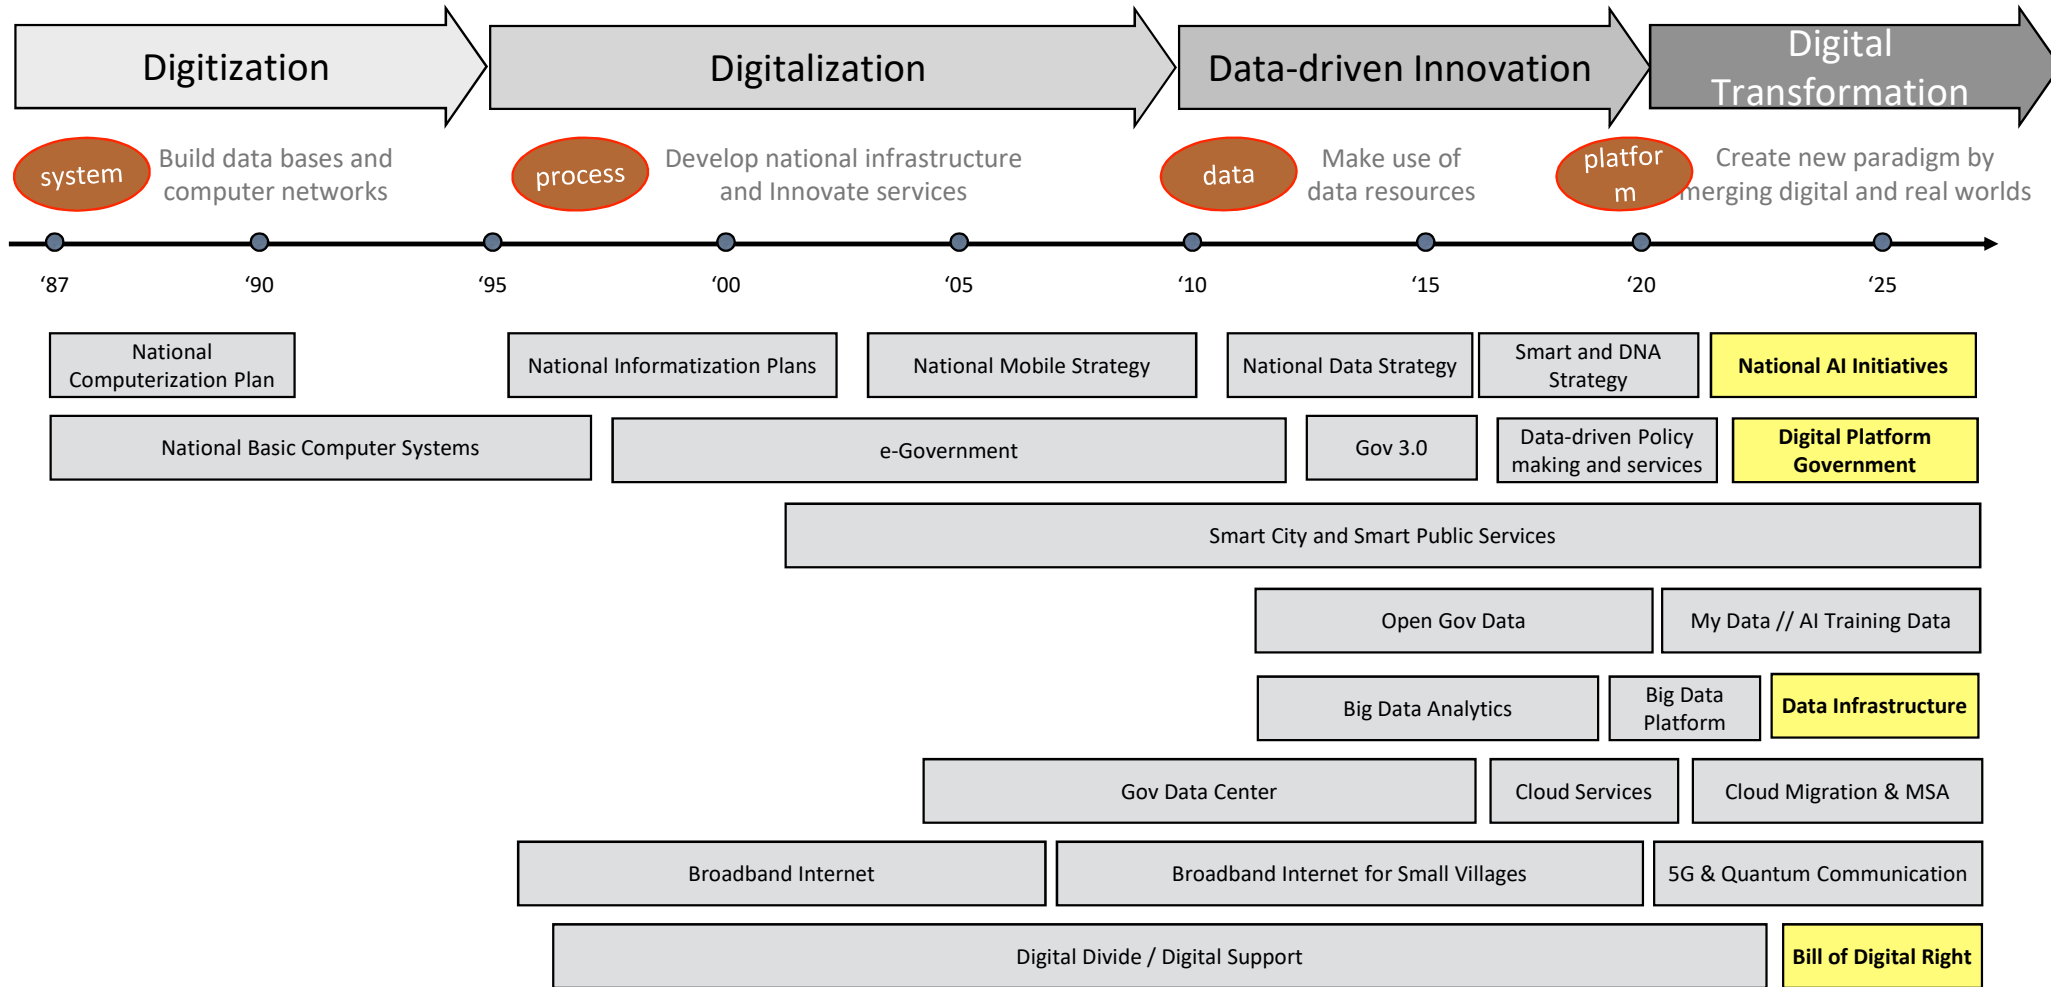 Digitization
Digitalization
Data-driven Innovation
Digital
Transformation
system
Build data bases and
computer networks
process
Develop national infrastructure
and Innovate services
data
Make use of
data resources
platfor
m
Create new paradigm by
merging digital and real worlds
‘87
‘90
‘95
‘00
‘05
‘10
‘15
‘20
‘25
National
Computerization Plan
National Informatization Plans
National Mobile Strategy
National Data Strategy
Smart and DNA
Strategy
National AI Initiatives
National Basic Computer Systems
e-Government
Gov 3.0
Data-driven Policy
making and services
Digital Platform
Government
Smart City and Smart Public Services
Open Gov Data
My Data // AI Training Data
Big Data Analytics
Big Data
Platform
Data Infrastructure
Gov Data Center
Cloud Services
Cloud Migration & MSA
Broadband Internet
Broadband Internet for Small Villages
5G & Quantum Communication
Digital Divide / Digital Support
Bill of Digital Right